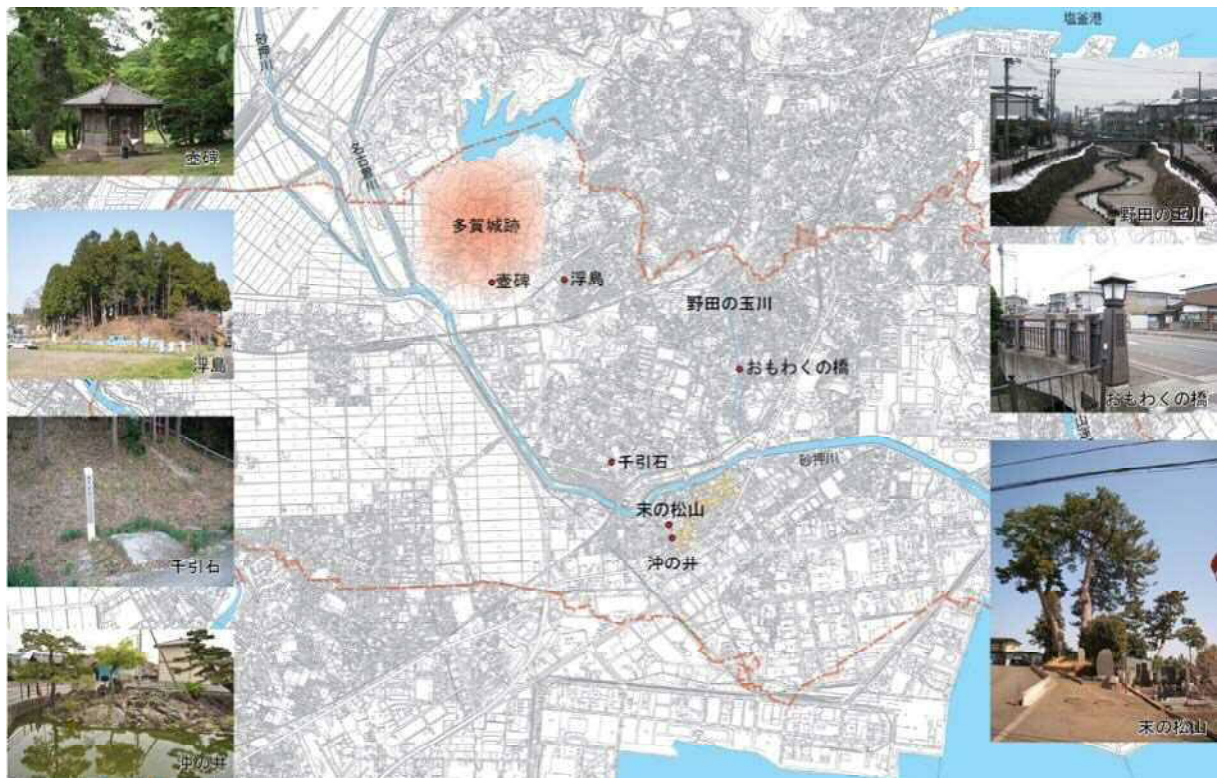 塩釜港
砂押川
壺碑
野田の玉川
多賀城跡
壺碑
浮島
野田の玉川
浮島
おもわくの橋
おもわくの橋
千引石
砂押川
末の松山
沖の井
千引石
沖の井
末の松山